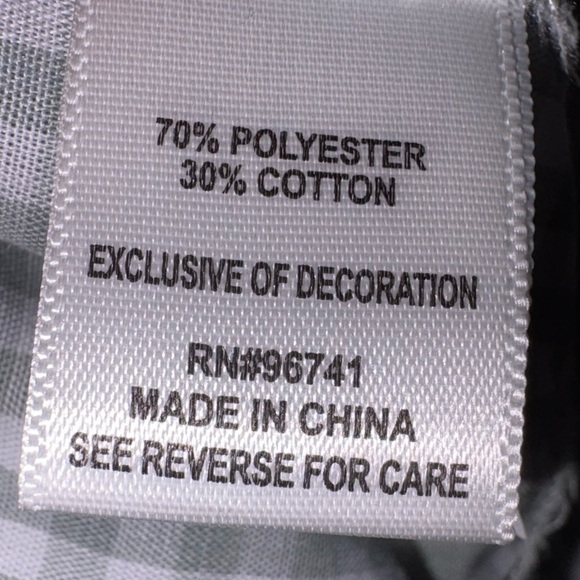 70% POLYESTER
30% COTTON
EXCLUSIVE OF DECORATION
RN#96741
MADE IN CHINA
SEE REVERSE FOR CARE